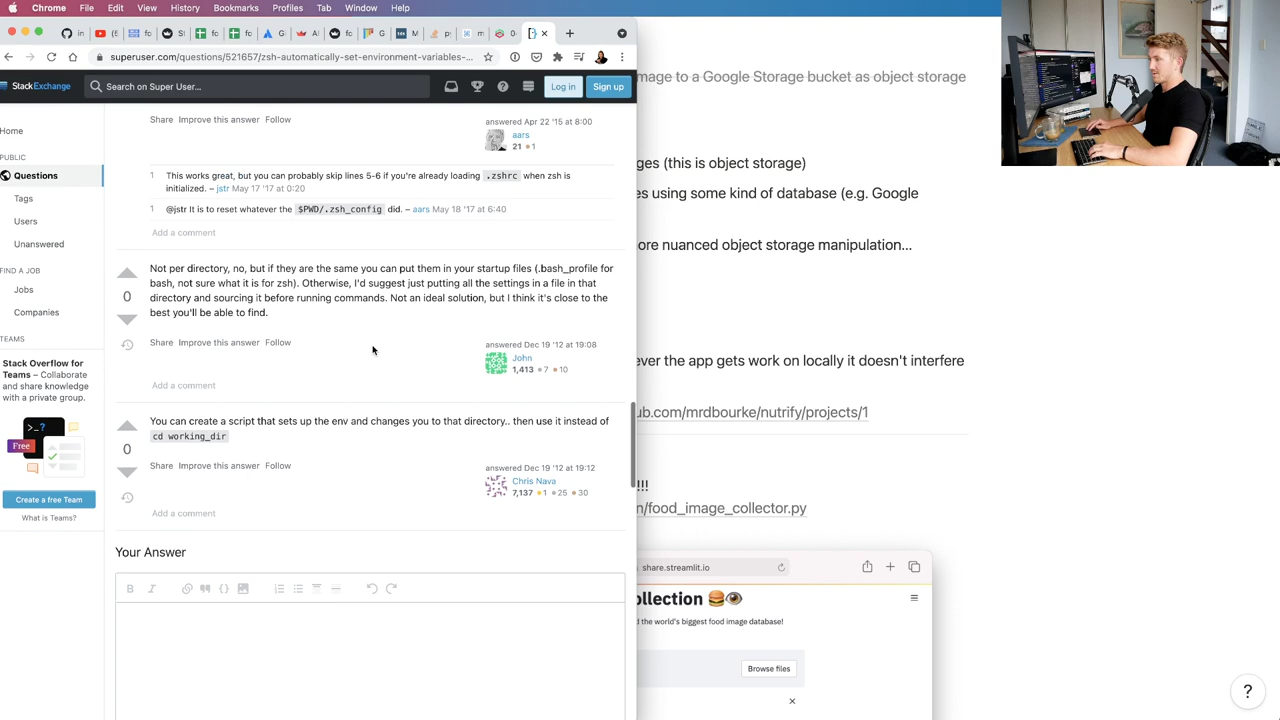 Chrome File Edit View History Bookmarks Profiles Tab Window Help
superuser.com/questions/521657/zsh-automatically-set-environment-variables-...
StackExchange
Search on Super User...
Log in
Sign up
Home
PUBLIC
Questions
Tags
Users
Unanswered
FIND A JOB
Jobs
Companies
TEAMS
Stack Overflow for
Teams – Collaborate
and share knowledge
with a private group.
>_?
Free
Create a free Team
What is Teams?
Share Improve this answer Follow
answered Apr 22 '15 at 8:00
aars
21 1
1 This works great, but you can probably skip lines 5-6 if you're already loading .zshrc when zsh is
initialized. – jstr May 17 '17 at 0:20
1 @jstr It is to reset whatever the $PWD/.zsh_config did. – aars May 18 '17 at 6:40
Add a comment
Not per directory, no, but if they are the same you can put them in your startup files (.bash_profile for
bash, not sure what it is for zsh). Otherwise, I'd suggest just putting all the settings in a file in that
directory and sourcing it before running commands. Not an ideal solution, but I think it's close to the
best you'll be able to find.
0
Share Improve this answer Follow
answered Dec 19 '12 at 19:08
John
1,413 7 10
Add a comment
You can create a script that sets up the env and changes you to that directory.. then use it instead of
cd working_dir
0
Share Improve this answer Follow
answered Dec 19 '12 at 19:12
Chris Nava
7,137 1 25 30
Add a comment
Your Answer
B I
mage to a Google Storage bucket as object storage
ges (this is object storage)
es using some kind of database (e.g. Google
ore nuanced object storage manipulation...
ever the app gets work on locally it doesn't interfere
ub.com/mrdbourke/nutrify/projects/1
!!!
n/food_image_collector.py
share.streamlit.io
ollection
d the world's biggest food image database!
Browse files
?